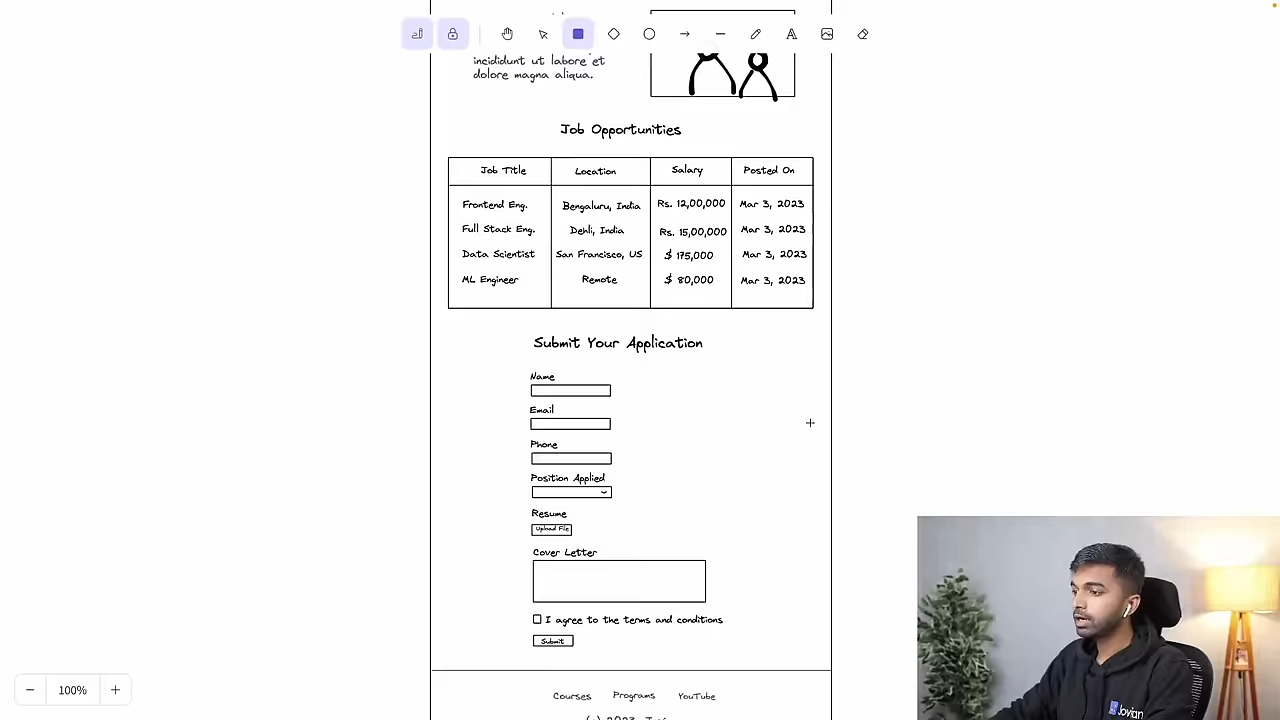 incididunt ut labore et
dolore magna aliqua.
Job Opportunities
Job Title Location Salary Posted On
Frontend Eng. Bengaluru, India Rs. 12,00,000 Mar 3, 2023
Full Stack Eng. Dehli, India Rs. 15,00,000 Mar 3, 2023
Data Scientist San Francisco, US $ 175,000 Mar 3, 2023
ML Engineer Remote $ 80,000 Mar 3, 2023
Submit Your Application
Name
Email
Phone
Position Applied
Resume
Upload File
Cover Letter
I agree to the terms and conditions
Submit
Courses Programs YouTube
100%
Jovian